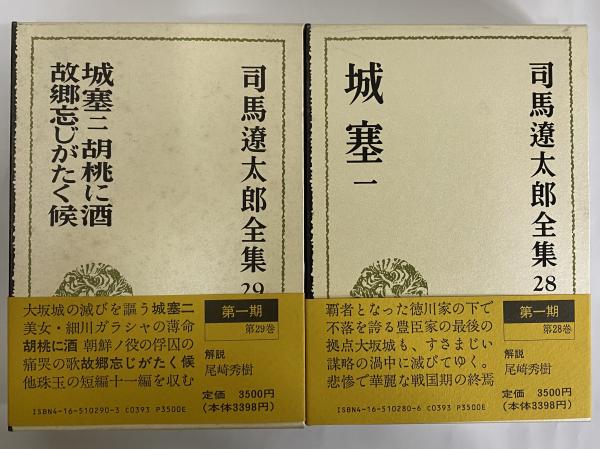 司馬遼太郎全集 29
城塞二 胡桃に酒
故郷忘じがたく候
大坂城の滅びを謳う城塞二
美女・細川ガラシャの薄命
胡桃に酒 朝鮮ノ役の俘囚の
痛哭の歌故郷忘じがたく候
他珠玉の短編十一編を収む
第一期
第29巻
解説
尾崎秀樹
定価 3500円
(本体3398円)
ISBN4-16-510290-3 C0393 P3500E
司馬遼太郎全集 28
城塞 一
覇者となった徳川家の下で
不落を誇る豊臣家の最後の
拠点大坂城も、すさまじい
謀略の渦中に滅びてゆく。
悲惨で華麗な戦国期の終焉
第一期
第28巻
解説
尾崎秀樹
定価 3500円
(本体3398円)
ISBN4-16-510280-6 C0393 P3500E